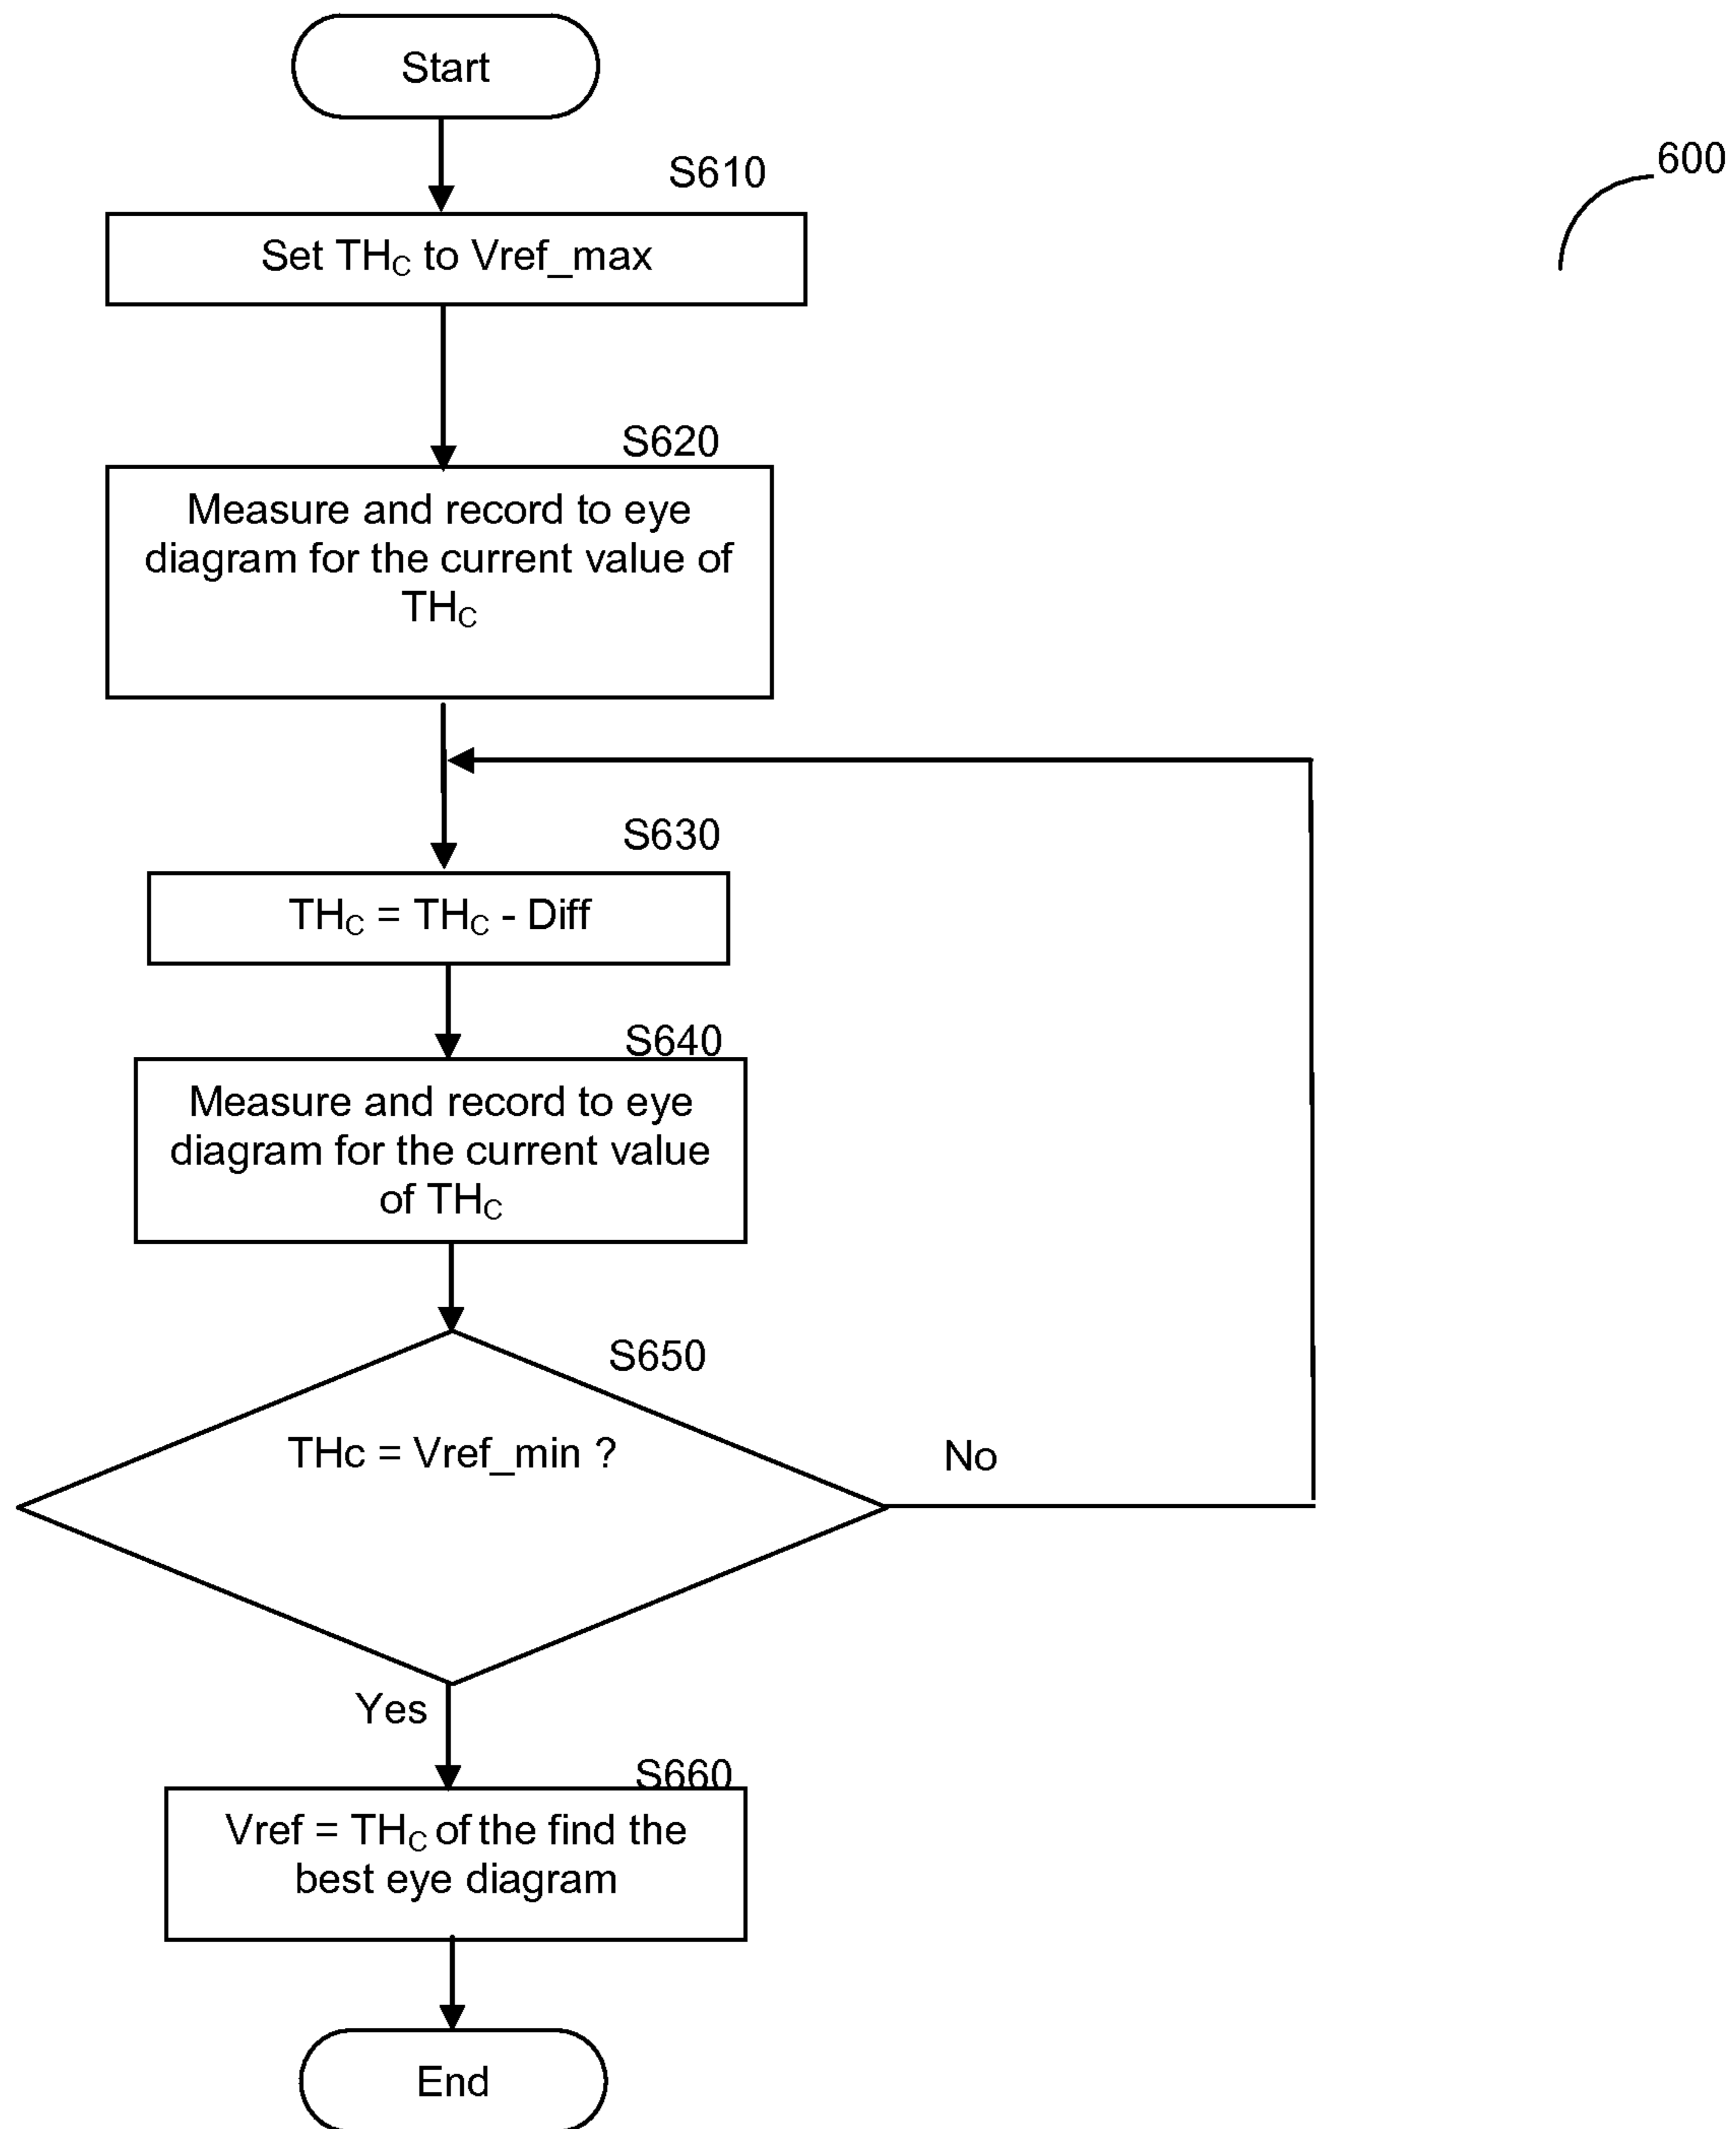 Start
600
S610
Set THC to Vref_max
S620
Measure and record to eye
diagram for the current value of
THC
S630
THC = THC - Diff
S640
Measure and record to eye
diagram for the current value
of THC
S650
THc = Vref_min ?
No
Yes
S660
Vref = THC of the find the
best eye diagram
End